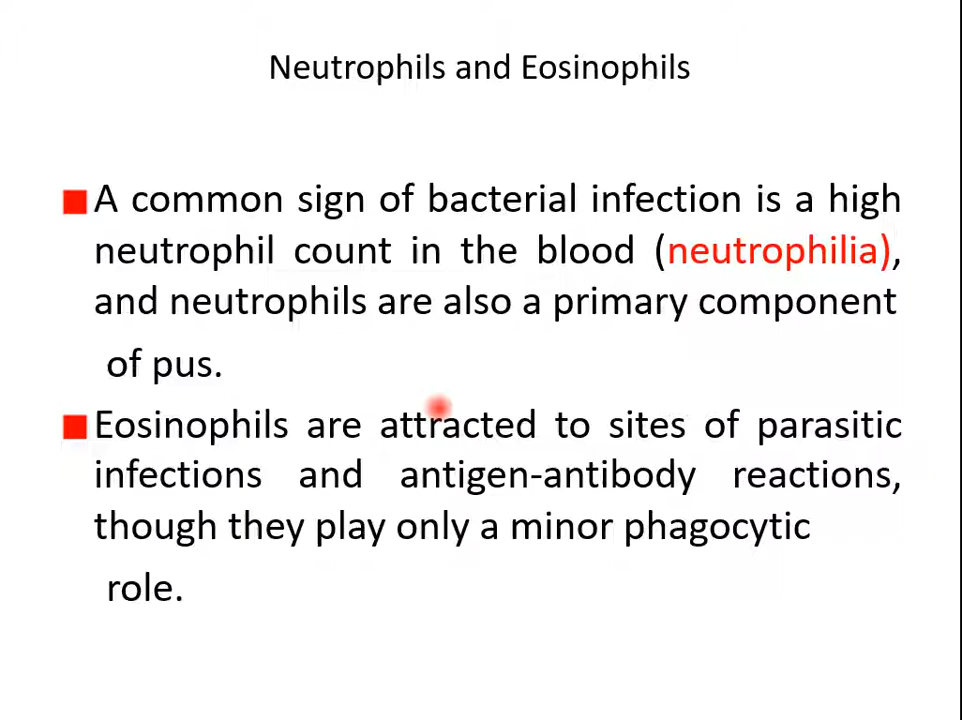 Neutrophils and Eosinophils
A common sign of bacterial infection is a high
neutrophil count in the blood (neutrophilia),
and neutrophils are also a primary component
of pus.
Eosinophils are attracted to sites of parasitic
infections and antigen-antibody reactions,
though they play only a minor phagocytic
role.